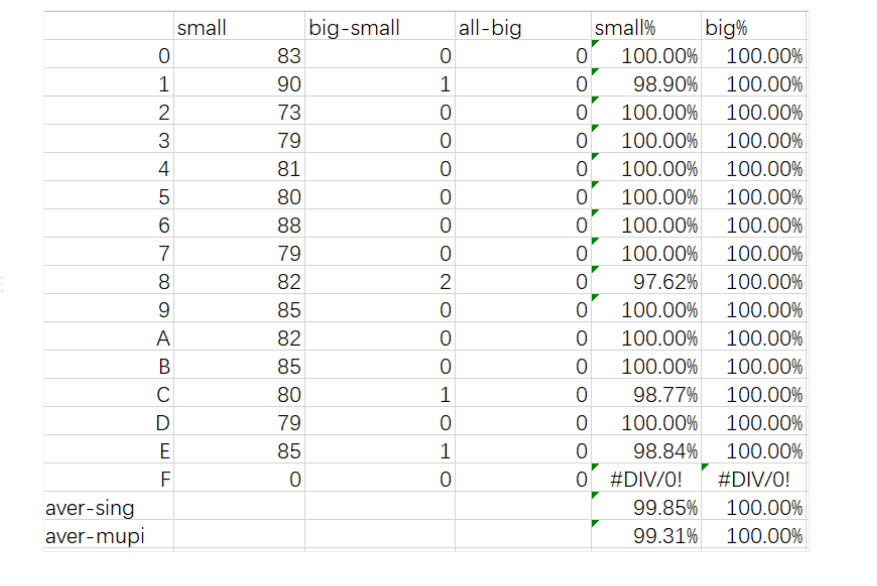 small big-small all-big small% big%
0 83 0 0 100.00% 100.00%
1 90 1 0 98.90% 100.00%
2 73 0 0 100.00% 100.00%
3 79 0 0 100.00% 100.00%
4 81 0 0 100.00% 100.00%
5 80 0 0 100.00% 100.00%
6 88 0 0 100.00% 100.00%
7 79 0 0 100.00% 100.00%
8 82 2 0 97.62% 100.00%
9 85 0 0 100.00% 100.00%
A 82 0 0 100.00% 100.00%
B 85 0 0 100.00% 100.00%
C 80 1 0 98.77% 100.00%
D 79 0 0 100.00% 100.00%
E 85 1 0 98.84% 100.00%
F 0 0 0 #DIV/0! #DIV/0!
aver-sing 99.85% 100.00%
aver-mupi 99.31% 100.00%